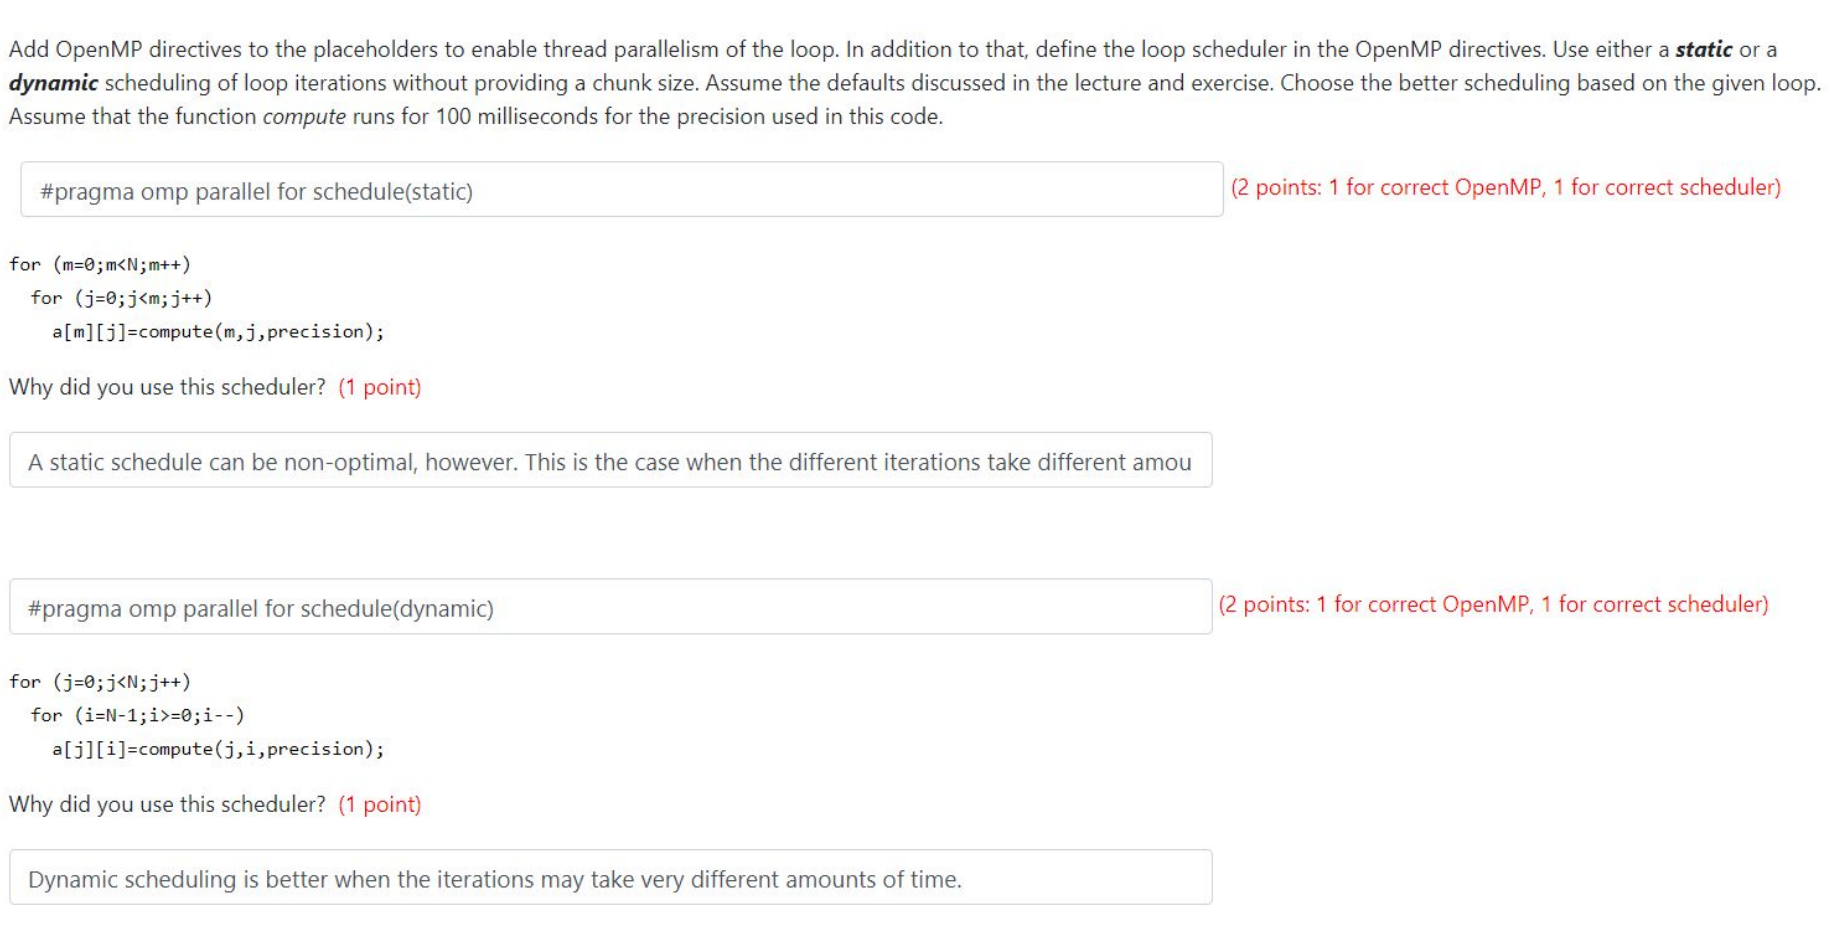 Add OpenMP directives to the placeholders to enable thread parallelism of the loop. In addition to that, define the loop scheduler in the OpenMP directives. Use either a static or a
dynamic scheduling of loop iterations without providing a chunk size. Assume the defaults discussed in the lecture and exercise. Choose the better scheduling based on the given loop.
Assume that the function compute runs for 100 milliseconds for the precision used in this code.
#pragma omp parallel for schedule(static) (2 points: 1 for correct OpenMP, 1 for correct scheduler)
for (m=0;m<N;m++)
for (j=0;j<m;j++)
a[m][j]=compute(m,j,precision);
Why did you use this scheduler? (1 point)
A static schedule can be non-optimal, however. This is the case when the different iterations take different amou
#pragma omp parallel for schedule(dynamic) (2 points: 1 for correct OpenMP, 1 for correct scheduler)
for (j=0;j<N;j++)
for (i=N-1;i>=0;i--)
a[j][i]=compute(j,i,precision);
Why did you use this scheduler? (1 point)
Dynamic scheduling is better when the iterations may take very different amounts of time.